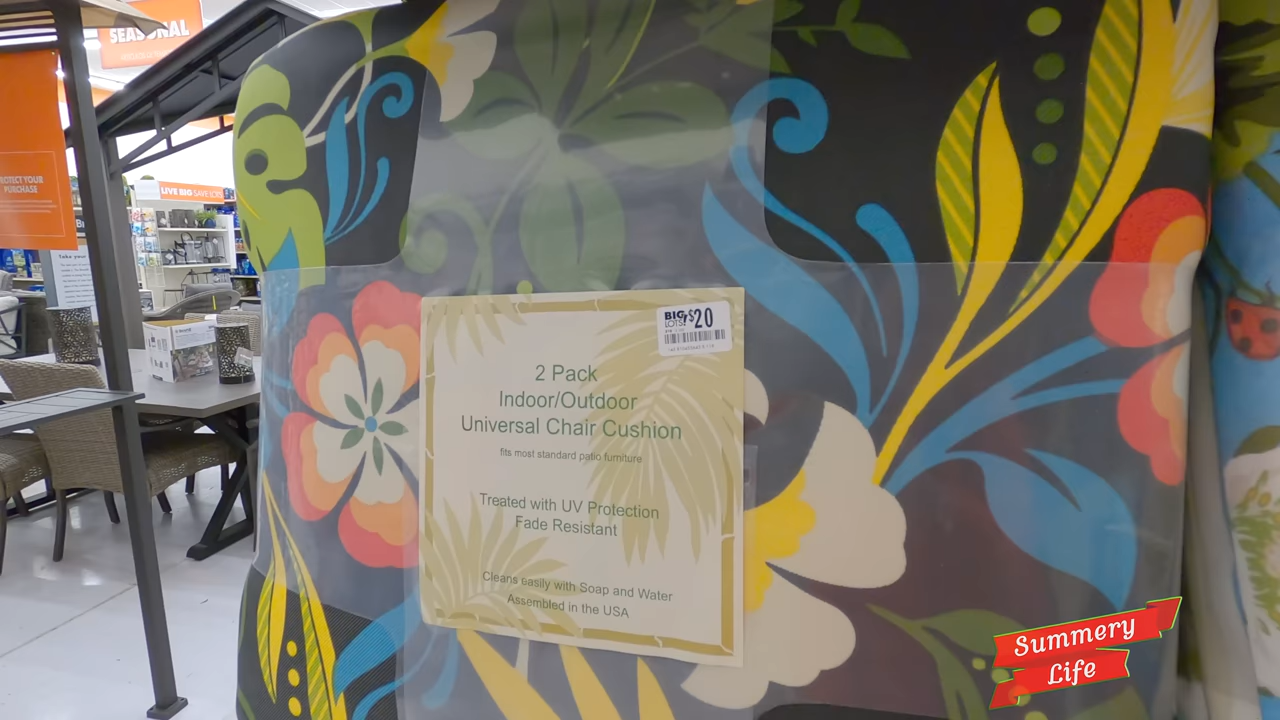 SEASONAL
PROTECT YOUR
PURCHASE
LIVE BIG SAVE LOTS
Take your
BIG
LOTS!
$20
2 Pack
Indoor/Outdoor
Universal Chair Cushion
fits most standard patio furniture
Treated with UV Protection
Fade Resistant
Cleans easily with Soap and Water
Assembled in the USA
Summery
Life